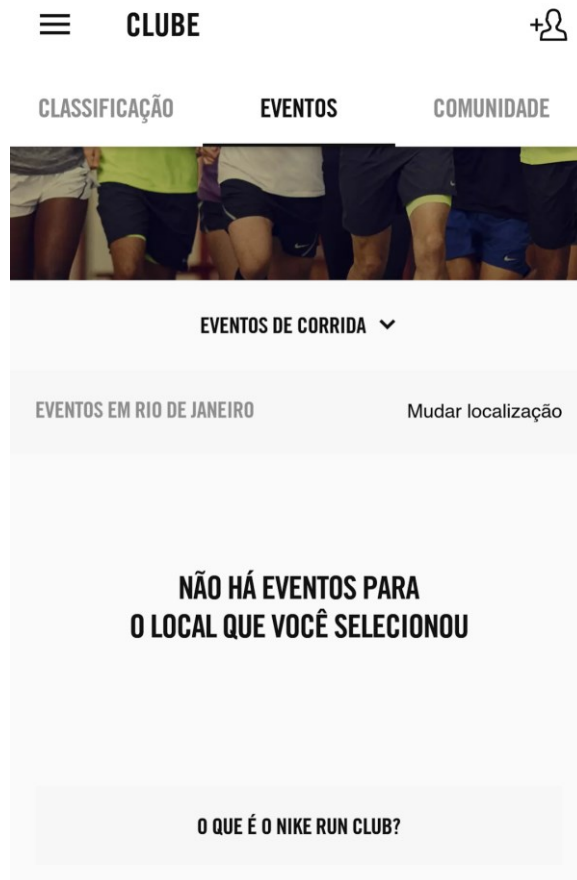 CLUBE
CLASSIFICAÇÃO EVENTOS COMUNIDADE
EVENTOS DE CORRIDA
EVENTOS EM RIO DE JANEIRO Mudar localização
NÃO HÁ EVENTOS PARA
O LOCAL QUE VOCÊ SELECIONOU
O QUE É O NIKE RUN CLUB?